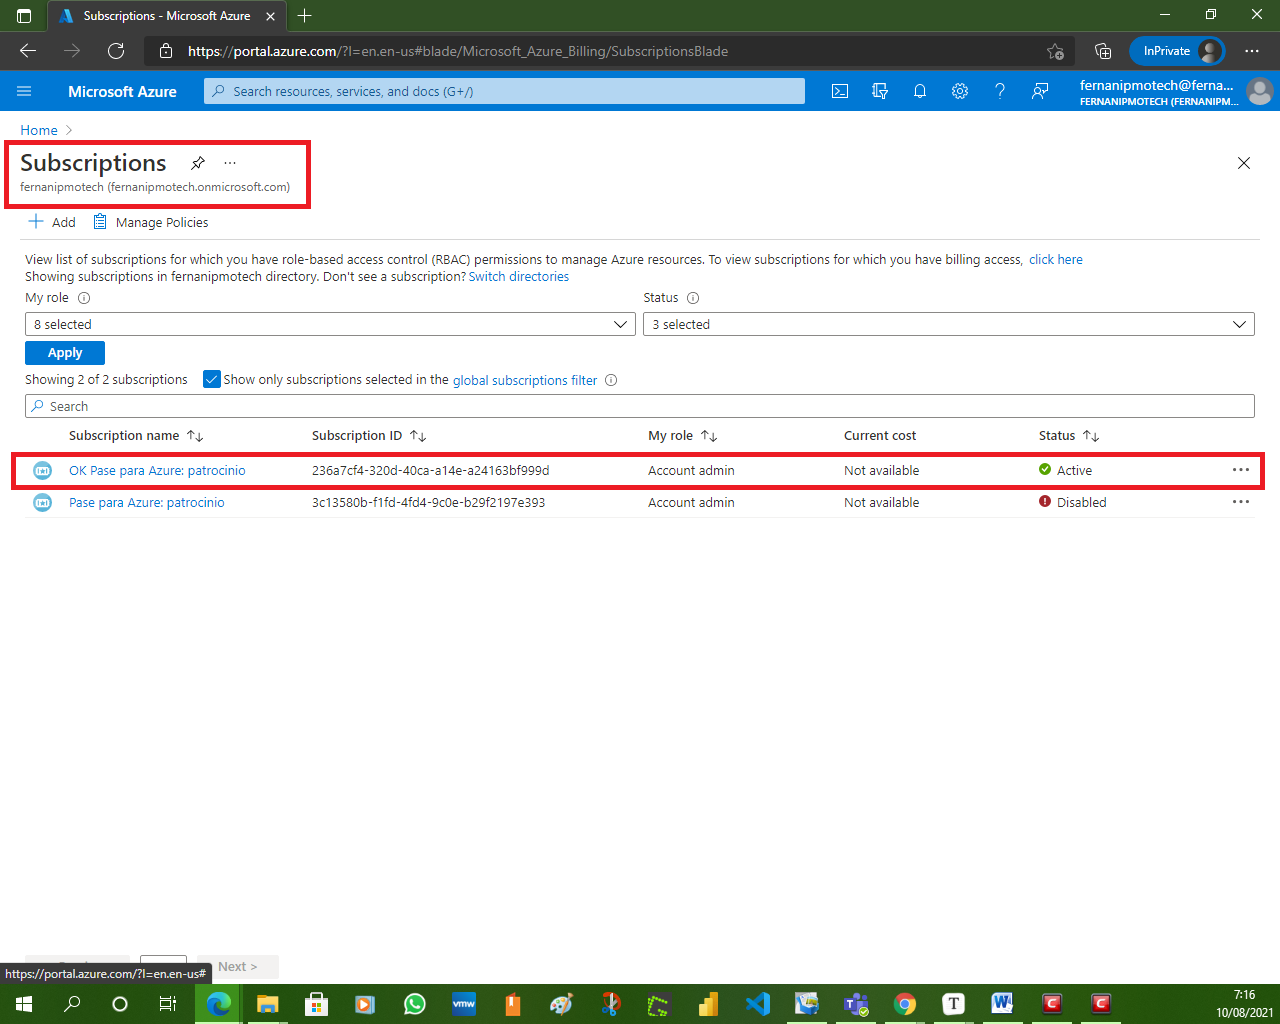 Subscriptions - Microsoft Azure
https://portal.azure.com/?l=en.en-us#blade/Microsoft_Azure_Billing/SubscriptionsBlade
InPrivate
Microsoft Azure
Search resources, services, and docs (G+/)
fernanipmotech@ferna...
FERNANIPMOTECH (FERNANIPM...
Home
Subscriptions
fernanipmotech (fernanipmotech.onmicrosoft.com)
Add
Manage Policies
View list of subscriptions for which you have role-based access control (RBAC) permissions to manage Azure resources. To view subscriptions for which you have billing access, click here
Showing subscriptions in fernanipmotech directory. Don't see a subscription? Switch directories
My role
Status
8 selected
3 selected
Apply
Showing 2 of 2 subscriptions
Show only subscriptions selected in the global subscriptions filter
Search
Subscription name Subscription ID My role Current cost Status
OK Pase para Azure: patrocinio 236a7cf4-320d-40ca-a14e-a24163bf999d Account admin Not available Active
Pase para Azure: patrocinio 3c13580b-f1fd-4fd4-9c0e-b29f2197e393 Account admin Not available Disabled
Next >
https://portal.azure.com/?l=en.en-us#
vmw
T
7:16
10/08/2021